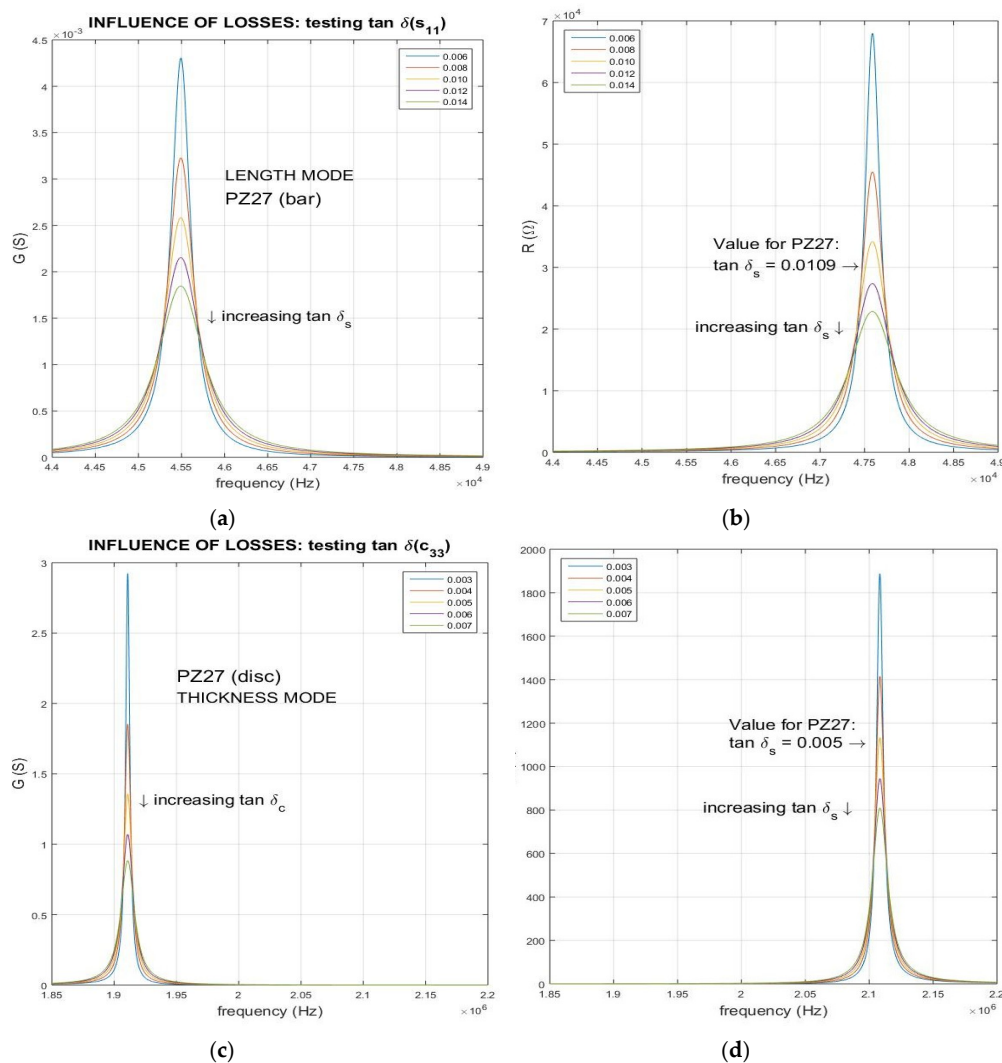 INFLUENCE OF LOSSES: testing tan δ(s11)
×10-3
4.5
4
3.5
3
2.5
2
1.5
1
0.5
0
G (S)
0.006
0.008
0.010
0.012
0.014
LENGTH MODE
PZ27 (bar)
↓ increasing tan δs
4.4 4.45 4.5 4.55 4.6 4.65 4.7 4.75 4.8 4.85 4.9
×104
frequency (Hz)
(a)
×104
7
6
5
4
3
2
1
0
R (Ω)
0.006
0.008
0.010
0.012
0.014
Value for PZ27:
tan δs = 0.0109 →
increasing tan δs ↓
4.4 4.45 4.5 4.55 4.6 4.65 4.7 4.75 4.8 4.85 4.9
×104
frequency (Hz)
(b)
INFLUENCE OF LOSSES: testing tan δ(c33)
3
2.5
2
1.5
1
0.5
0
G (S)
0.003
0.004
0.005
0.006
0.007
PZ27 (disc)
THICKNESS MODE
↓ increasing tan δc
1.85 1.9 1.95 2 2.05 2.1 2.15 2.2
×106
frequency (Hz)
(c)
2000
1800
1600
1400
1200
1000
800
600
400
200
0
0.003
0.004
0.005
0.006
0.007
Value for PZ27:
tan δs = 0.005 →
increasing tan δs ↓
1.85 1.9 1.95 2 2.05 2.1 2.15 2.2
×106
frequency (Hz)
(d)